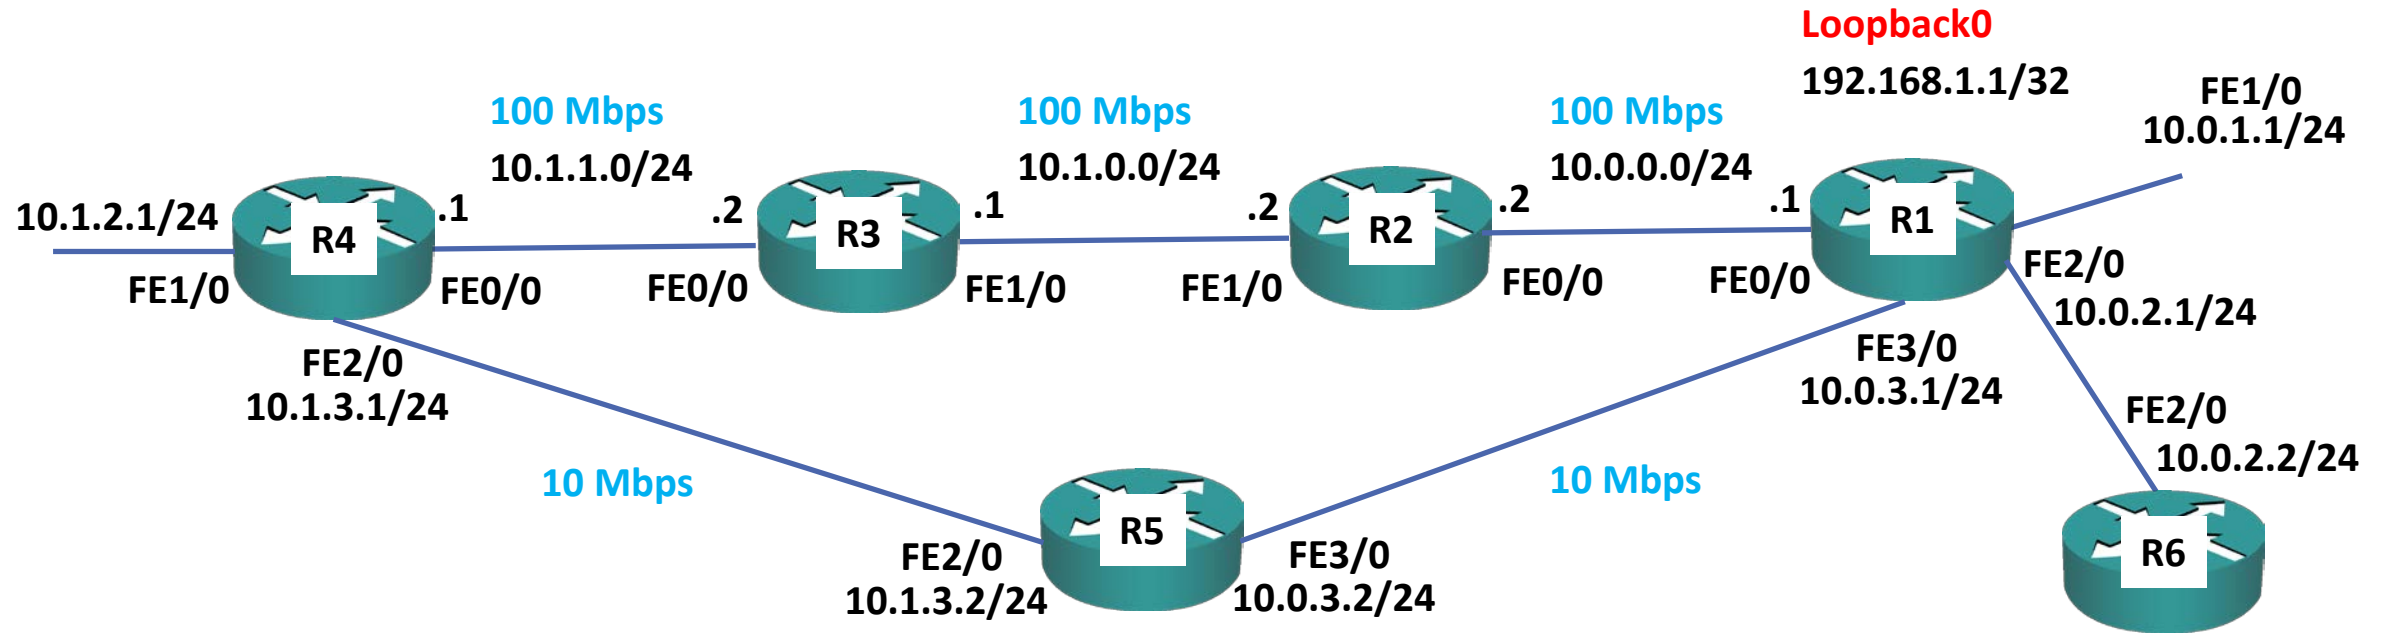 Loopback0
192.168.1.1/32
FE1/0
10.0.1.1/24
100 Mbps
10.1.1.0/24
100 Mbps
10.1.0.0/24
100 Mbps
10.0.0.0/24
10.1.2.1/24
FE1/0
R4
.1
FE0/0
.2
FE0/0
R3
.1
FE1/0
.2
FE1/0
R2
.2
FE0/0
.1
FE0/0
R1
FE2/0
10.0.2.1/24
FE2/0
10.1.3.1/24
FE3/0
10.0.3.1/24
10 Mbps
10 Mbps
FE2/0
10.0.2.2/24
FE2/0
10.1.3.2/24
R5
FE3/0
10.0.3.2/24
R6